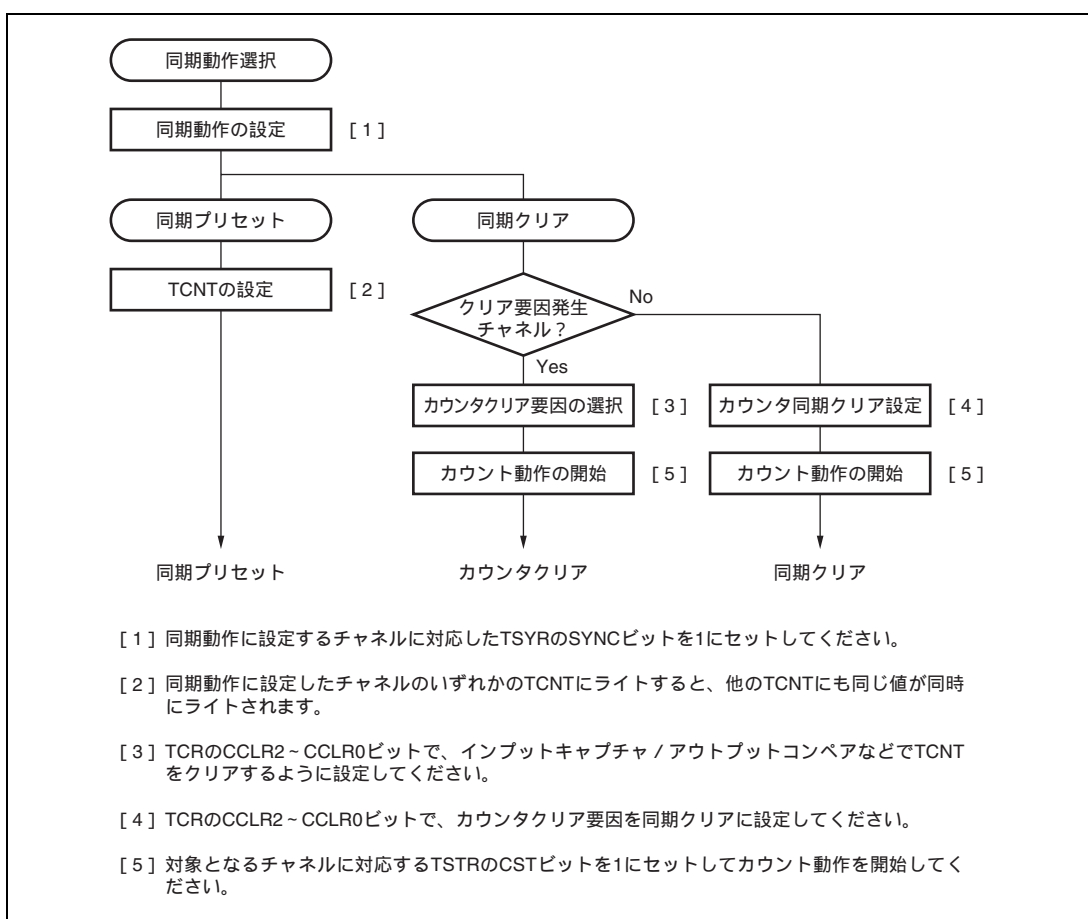 同期動作選択
同期動作の設定 [1]
同期プリセット 同期クリア
TCNTの設定 [2]
クリア要因発生
チャネル？
No
Yes
カウンタクリア要因の選択 [3] カウンタ同期クリア設定 [4]
カウント動作の開始 [5] カウント動作の開始 [5]
同期プリセット カウンタクリア 同期クリア
[1] 同期動作に設定するチャネルに対応したTSYRのSYNCビットを1にセットしてください。
[2] 同期動作に設定したチャネルのいずれかのTCNTにライトすると、他のTCNTにも同じ値が同時
にライトされます。
[3] TCRのCCLR2～CCLR0ビットで、インプットキャプチャ／アウトプットコンペアなどでTCNT
をクリアするように設定してください。
[4] TCRのCCLR2～CCLR0ビットで、カウンタクリア要因を同期クリアに設定してください。
[5] 対象となるチャネルに対応するTSTRのCSTビットを1にセットしてカウント動作を開始してく
ださい。